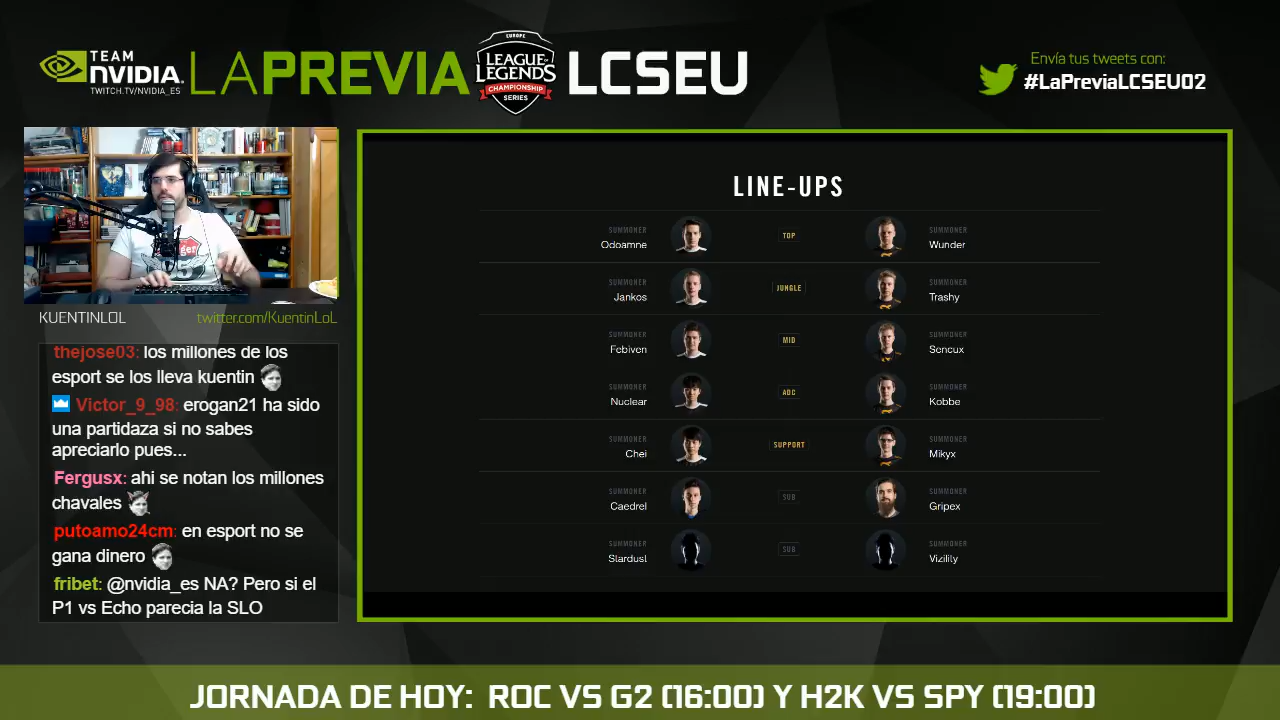 TEAM
NVIDIA.
TWITCH.TV/NVIDIA_ES
LAPREVIA
EUROPE
LEAGUE OF
LEGENDS
CHAMPIONSHIP
SERIES
LCSEU
Envía tus tweets con:
#LaPreviaLCSEU02
KUENTINLOL
twitter.com/KuentinLoL
thejose03: los millones de los
esport se los lleva kuentin
Victor_9_98: erogan21 ha sido
una partidaza si no sabes
apreciarlo pues...
Fergusx: ahi se notan los millones
chavales
putoamo24cm: en esport no se
gana dinero
fribet: @nvidia_es NA? Pero si el
P1 vs Echo parecia la SLO
LINE-UPS
SUMMONER
Odoamne
TOP
SUMMONER
Wunder
SUMMONER
Jankos
JUNGLE
SUMMONER
Trashy
SUMMONER
Febiven
MID
SUMMONER
Sencux
SUMMONER
Nuclear
ADC
SUMMONER
Kobbe
SUMMONER
Chei
SUPPORT
SUMMONER
Mikyx
SUMMONER
Caedrel
SUB
SUMMONER
Gripex
SUMMONER
Stardust
SUB
SUMMONER
Vizility
JORNADA DE HOY: ROC VS G2 (16:00) Y H2K VS SPY (19:00)